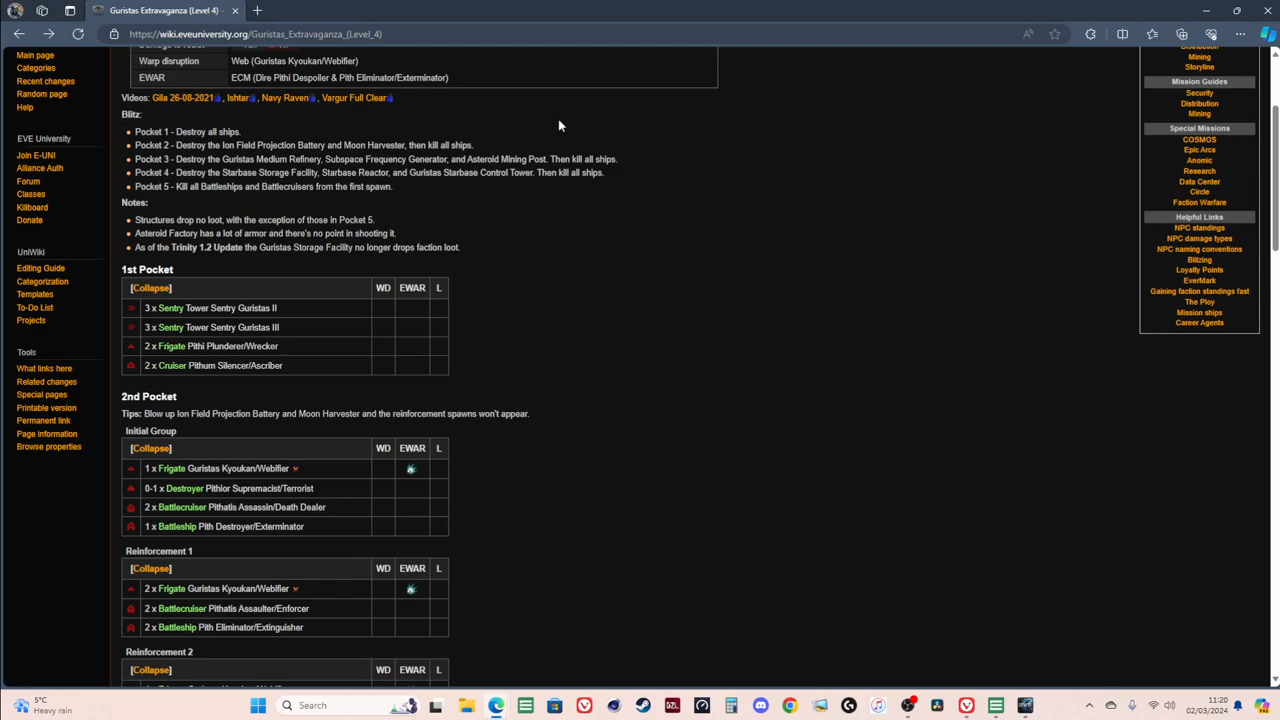 Guristas Extravaganza (Level 4)
https://wiki.eveuniversity.org/Guristas_Extravaganza_(Level_4)
Main page
Categories
Recent changes
Random page
Help
EVE University
Join E-UNI
Alliance Auth
Forum
Classes
Killboard
Donate
UniWiki
Editing Guide
Categorization
Templates
To-Do List
Projects
Tools
What links here
Related changes
Special pages
Printable version
Permanent link
Page information
Browse properties
Warp disruption Web (Guristas Kyoukan/Webifier)
EWAR ECM (Dire Pithi Despoiler & Pith Eliminator/Exterminator)
Videos: Gila 26-08-2021, Ishtar, Navy Raven, Vargur Full Clear
Blitz:
Pocket 1 - Destroy all ships.
Pocket 2 - Destroy the Ion Field Projection Battery and Moon Harvester, then kill all ships.
Pocket 3 - Destroy the Guristas Medium Refinery, Subspace Frequency Generator, and Asteroid Mining Post. Then kill all ships.
Pocket 4 - Destroy the Starbase Storage Facility, Starbase Reactor, and Guristas Starbase Control Tower. Then kill all ships.
Pocket 5 - Kill all Battleships and Battlecruisers from the first spawn.
Notes:
Structures drop no loot, with the exception of those in Pocket 5.
Asteroid Factory has a lot of armor and there's no point in shooting it.
As of the Trinity 1.2 Update the Guristas Storage Facility no longer drops faction loot.
1st Pocket
[Collapse] WD EWAR L
3 x Sentry Tower Sentry Guristas II
3 x Sentry Tower Sentry Guristas III
2 x Frigate Pithi Plunderer/Wrecker
2 x Cruiser Pithum Silencer/Ascriber
2nd Pocket
Tips: Blow up Ion Field Projection Battery and Moon Harvester and the reinforcement spawns won't appear.
Initial Group
[Collapse] WD EWAR L
1 x Frigate Guristas Kyoukan/Webifier
0-1 x Destroyer Pithior Supremacist/Terrorist
2 x Battlecruiser Pithatis Assassin/Death Dealer
1 x Battleship Pith Destroyer/Exterminator
Reinforcement 1
[Collapse] WD EWAR L
2 x Frigate Guristas Kyoukan/Webifier
2 x Battlecruiser Pithatis Assaulter/Enforcer
2 x Battleship Pith Eliminator/Extinguisher
Reinforcement 2
[Collapse] WD EWAR L
Distribution
Mining
Storyline
Mission Guides
Security
Distribution
Mining
Special Missions
COSMOS
Epic Arcs
Anomic
Research
Data Center
Circle
Faction Warfare
Helpful Links
NPC standings
NPC damage types
NPC naming conventions
Blitzing
Loyalty Points
EverMark
Gaining faction standings fast
The Ploy
Mission ships
Career Agents
5°C
Heavy rain
Search
11:20
02/03/2024